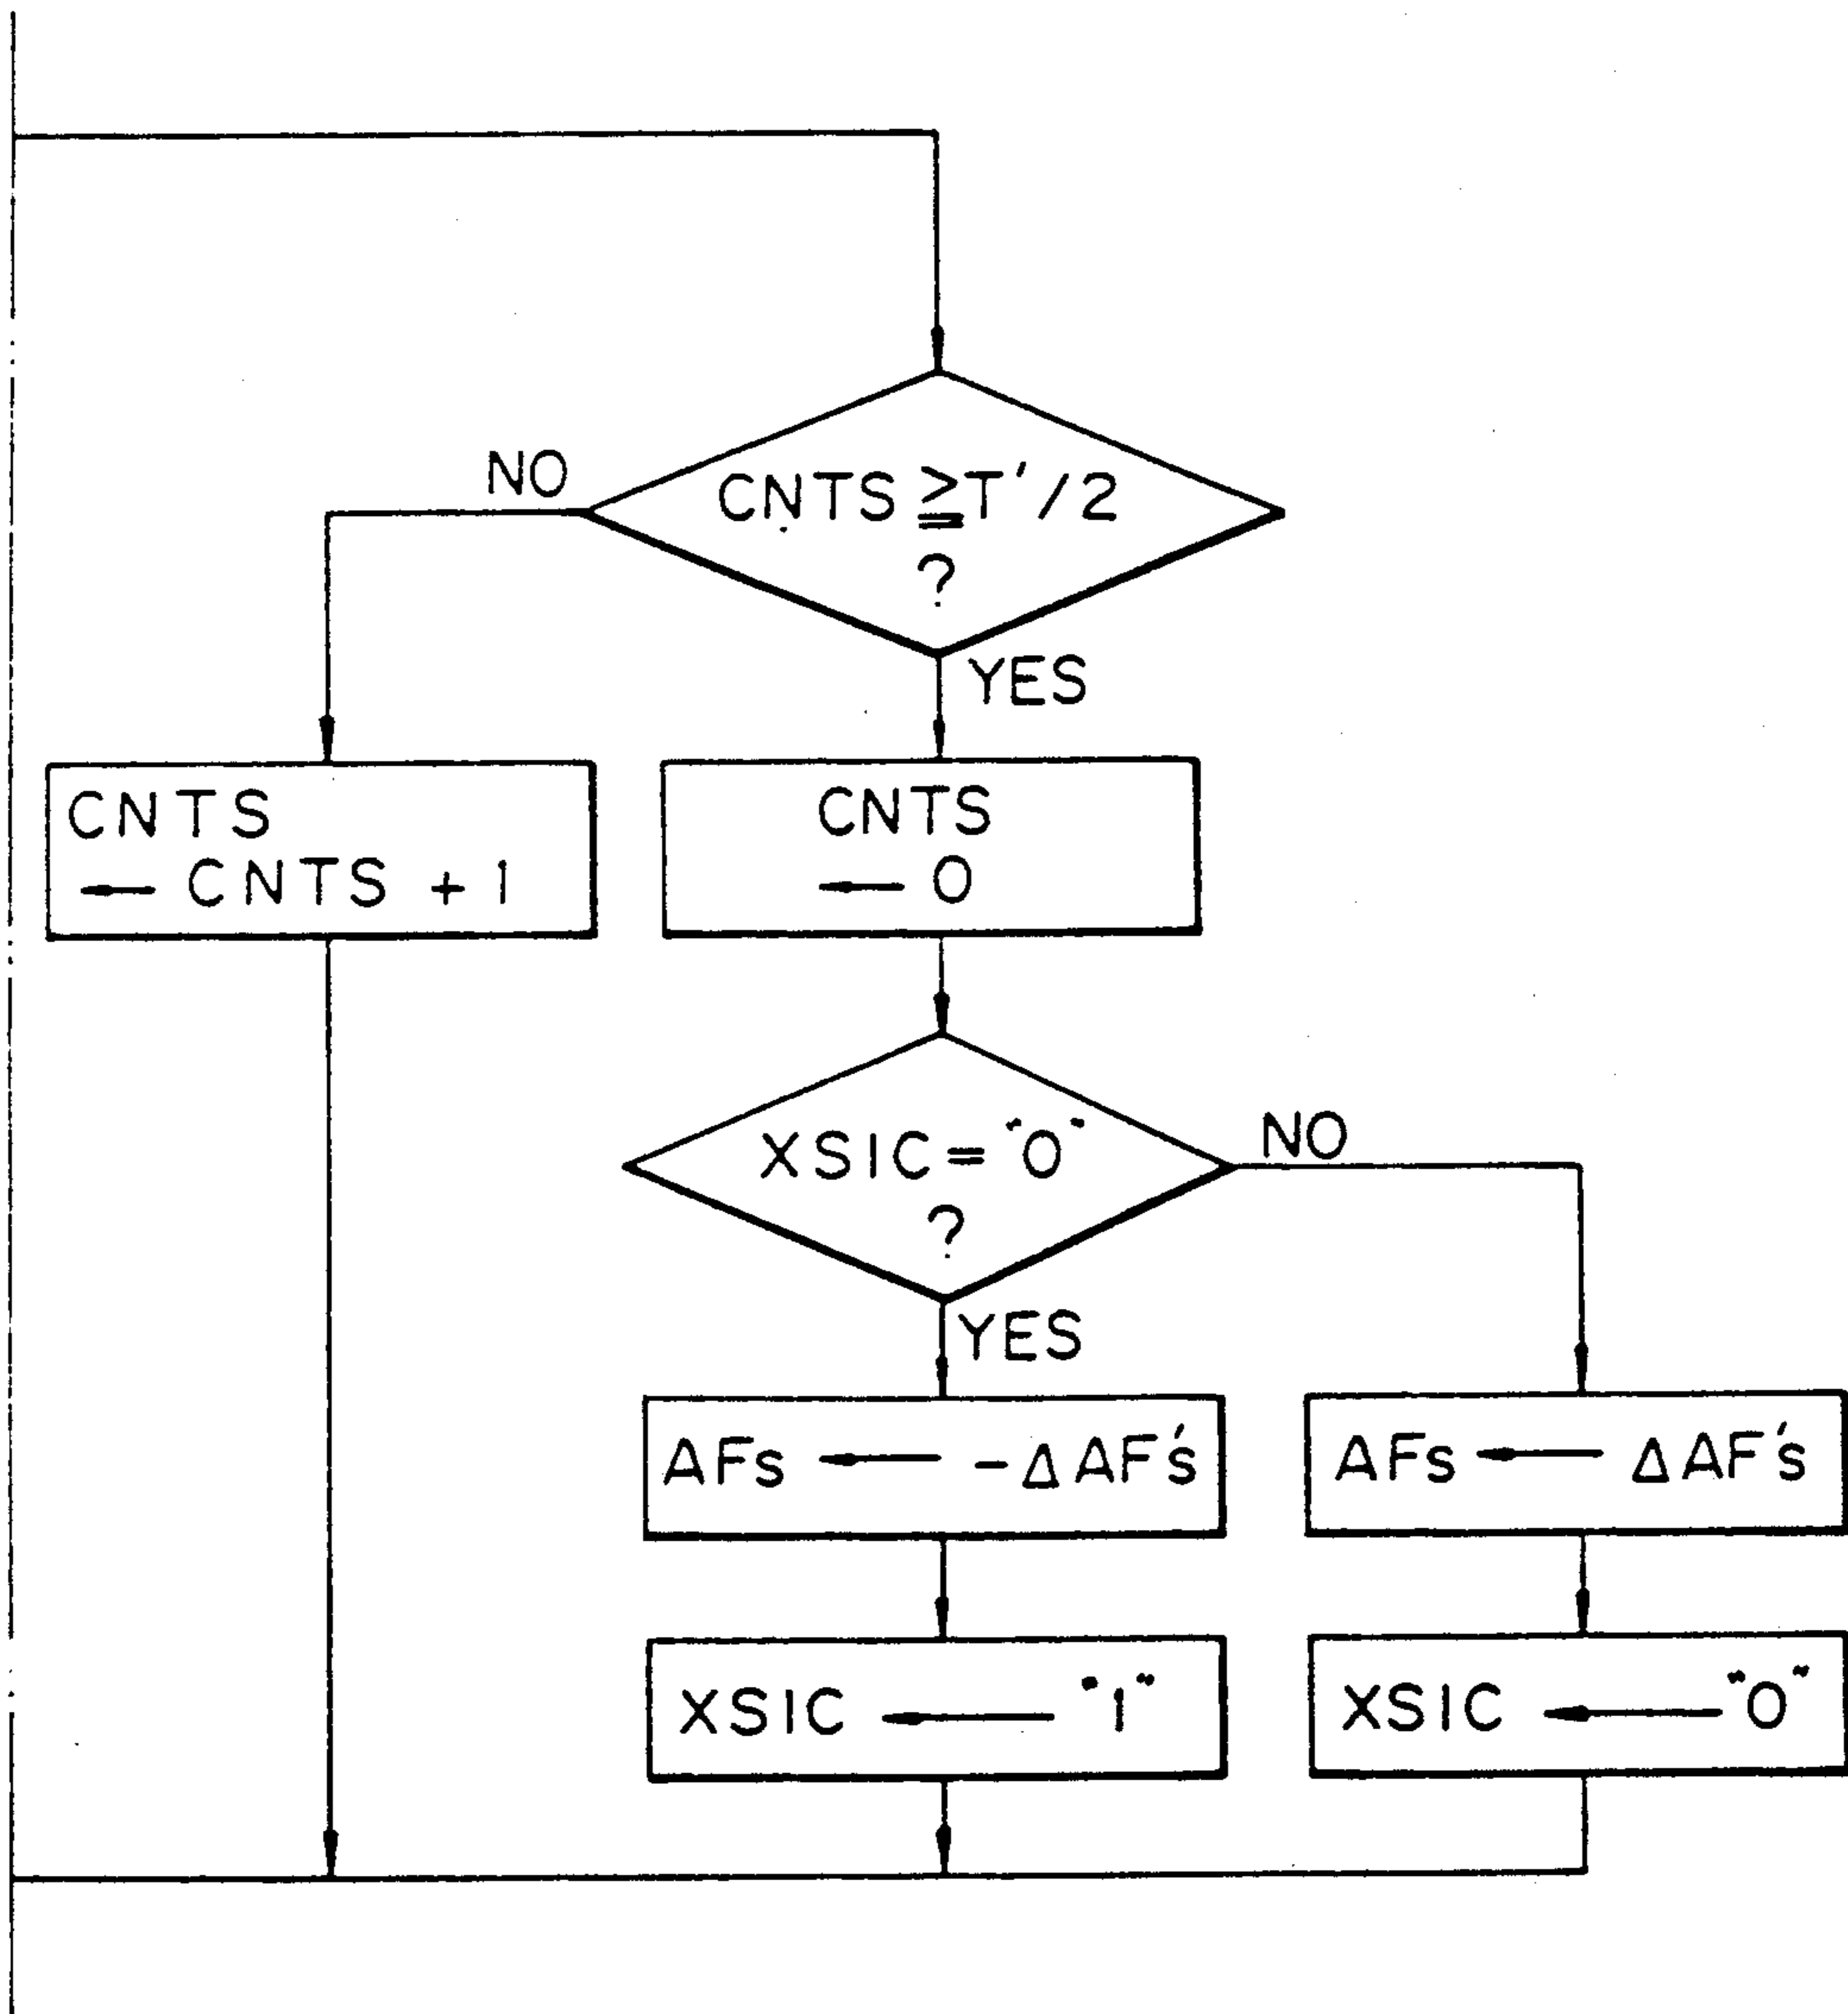 NO
CNTS ≧ T'/2
?
YES
CNTS
← CNTS + 1
CNTS
← 0
XSIC = "0"
?
NO
YES
AFs ← -ΔAF's
AFs ← ΔAF's
XSIC ← "1"
XSIC ← "0"